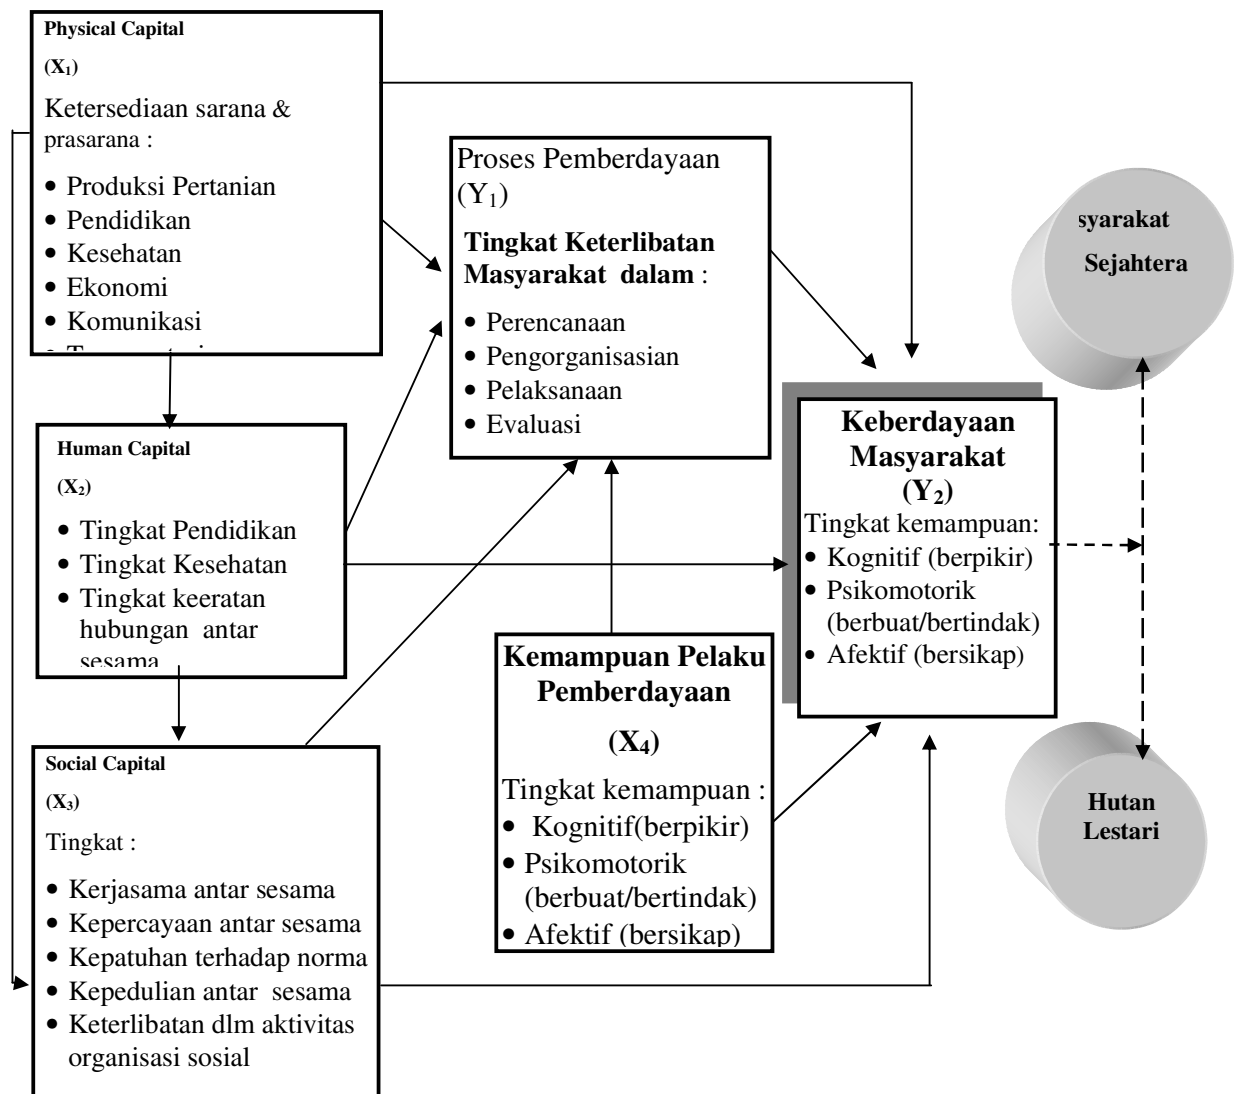 Physical Capital
(X₁)
Ketersediaan sarana &
prasarana :
• Produksi Pertanian
• Pendidikan
• Kesehatan
• Ekonomi
• Komunikasi
Human Capital
(X₂)
• Tingkat Pendidikan
• Tingkat Kesehatan
• Tingkat keeratan
hubungan antar
sesama
Social Capital
(X₃)
Tingkat :
• Kerjasama antar sesama
• Kepercayaan antar sesama
• Kepatuhan terhadap norma
• Kepedulian antar sesama
• Keterlibatan dlm aktivitas
organisasi sosial
Proses Pemberdayaan
(Y₁)
Tingkat Keterlibatan
Masyarakat dalam :
• Perencanaan
• Pengorganisasian
• Pelaksanaan
• Evaluasi
Kemampuan Pelaku
Pemberdayaan
(X₄)
Tingkat kemampuan :
• Kognitif(berpikir)
• Psikomotorik
(berbuat/bertindak)
• Afektif (bersikap)
Keberdayaan
Masyarakat
(Y₂)
Tingkat kemampuan:
• Kognitif (berpikir)
• Psikomotorik
(berbuat/bertindak)
• Afektif (bersikap)
syarakat
Sejahtera
Hutan
Lestari